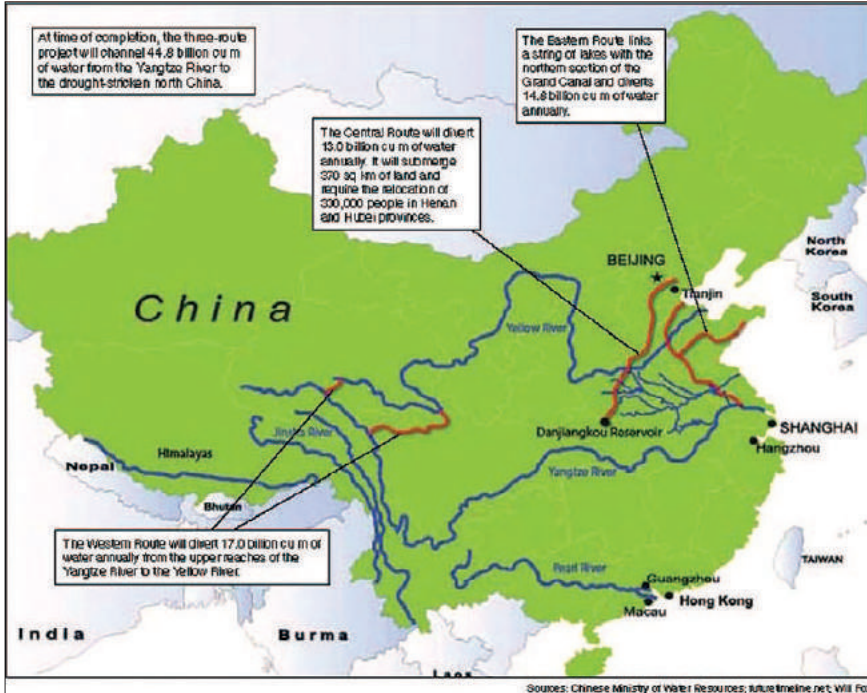 At time of completion, the three-route
project will channel 44.8 billion cu m
of water from the Yangtze River to
the drought-stricken north China.
The Eastern Route links
a string of lakes with the
northern section of the
Grand Canal and diverts
14.8 billion cu m of water
annually.
The Central Route will divert
13.0 billion cu m of water
annually. It will submerge
370 sq km of land and
require the relocation of
330,000 people in Henan
and Hubei provinces.
North
Korea
South
Korea
BEIJING
Tianjin
China
Yellow River
Danjiangkou Reservoir
SHANGHAI
Hangzhou
Jinsha River
Himalayas
Nepal
Bhutan
Yangtze River
The Western Route will divert 17.0 billion cu m of
water annually from the upper reaches of the
Yangtze River to the Yellow River.
TAIWAN
Pearl River
Guangzhou
Hong Kong
Macau
India
Burma
Laos
Sources: Chinese Ministry of Water Resources; futuretimeline.net; Will